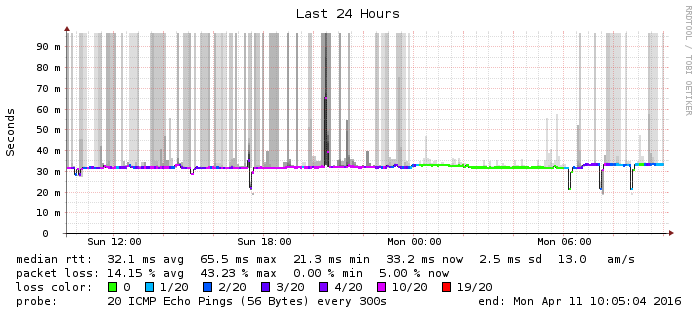 Last 24 Hours
RRDTOOL / TOBI OETIKER
Seconds
90 m
80 m
70 m
60 m
50 m
40 m
30 m
20 m
10 m
0
Sun 12:00 Sun 18:00 Mon 00:00 Mon 06:00
median rtt: 32.1 ms avg 65.5 ms max 21.3 ms min 33.2 ms now 2.5 ms sd 13.0 am/s
packet loss: 14.15 % avg 43.23 % max 0.00 % min 5.00 % now
loss color: 0 1/20 2/20 3/20 4/20 10/20 19/20
probe: 20 ICMP Echo Pings (56 Bytes) every 300s end: Mon Apr 11 10:05:04 2016